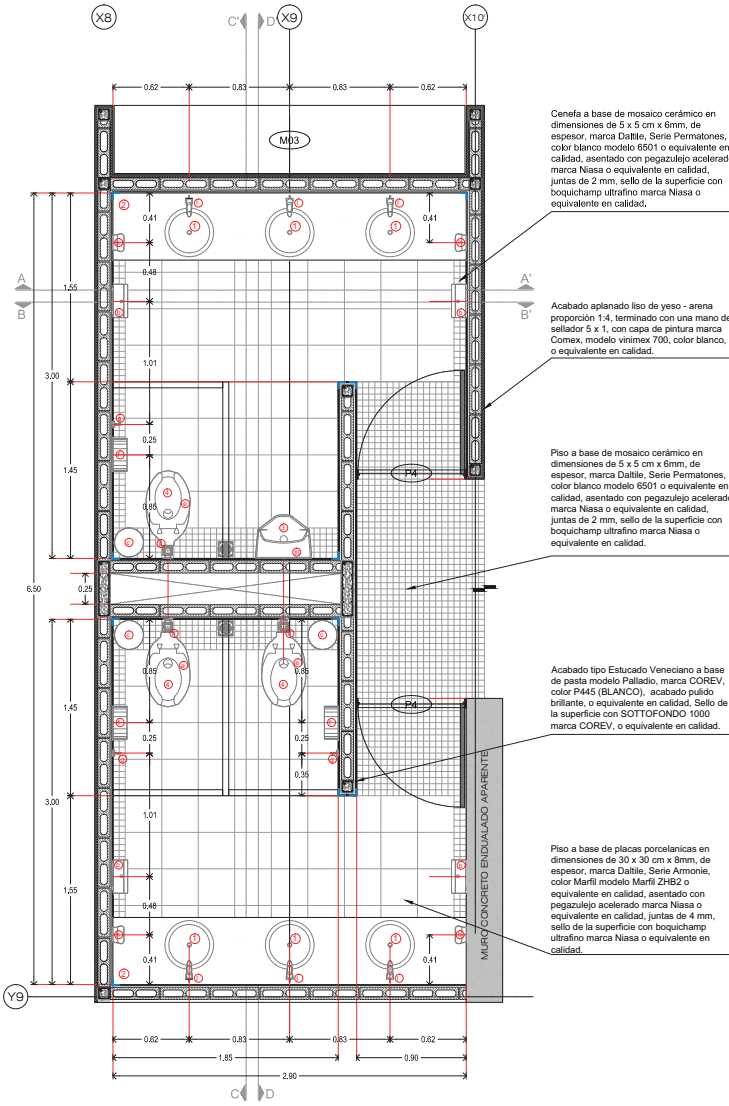 X8
C'
D'
X9
X10'
0.62
0.83
0.83
0.62
M03
Cenefa a base de mosaico cerámico en
dimensiones de 5 x 5 cm x 6mm, de
espesor, marca Daltile, Serie Permatones,
color blanco modelo 6501 o equivalente en
calidad, asentado con pegazulejo acelerado
marca Niasa o equivalente en calidad,
juntas de 2 mm, sello de la superficie con
boquichamp ultrafino marca Niasa o
equivalente en calidad.
2
0.41
1
1
1
0.41
0.48
A
B
A'
B'
1.55
3.00
Acabado aplanado liso de yeso - arena
proporción 1:4, terminado con una mano de
sellador 5 x 1, con capa de pintura marca
Comex, modelo vinimex 700, color blanco,
o equivalente en calidad.
1.01
0.25
1.45
P4
4
3
0.85
Piso a base de mosaico cerámico en
dimensiones de 5 x 5 cm x 6mm, de
espesor, marca Daltile, Serie Permatones,
color blanco modelo 6501 o equivalente en
calidad, asentado con pegazulejo acelerado
marca Niasa o equivalente en calidad,
juntas de 2 mm, sello de la superficie con
boquichamp ultrafino marca Niasa o
equivalente en calidad.
6.50
0.25
0.85
4
4
0.85
1.45
P4
Acabado tipo Estucado Veneciano a base
de pasta modelo Palladio, marca COREV,
color P445 (BLANCO), acabado pulido
brillante, o equivalente en calidad, Sello de
la superficie con SOTTOFONDO 1000
marca COREV, o equivalente en calidad.
0.25
0.25
0.35
3.00
1.01
MURO CONCRETO ENDUALADO APARENTE
Piso a base de placas porcelanicas en
dimensiones de 30 x 30 cm x 8mm, de
espesor, marca Daltile, Serie Armonie,
color Marfil modelo Marfil ZHB2 o
equivalente en calidad, asentado con
pegazulejo acelerado marca Niasa o
equivalente en calidad, juntas de 4 mm,
sello de la superficie con boquichamp
ultrafino marca Niasa o equivalente en
calidad.
1.55
0.48
1
1
1
0.41
0.41
2
Y9
0.62
0.83
0.83
0.62
1.85
0.90
2.90
C
D